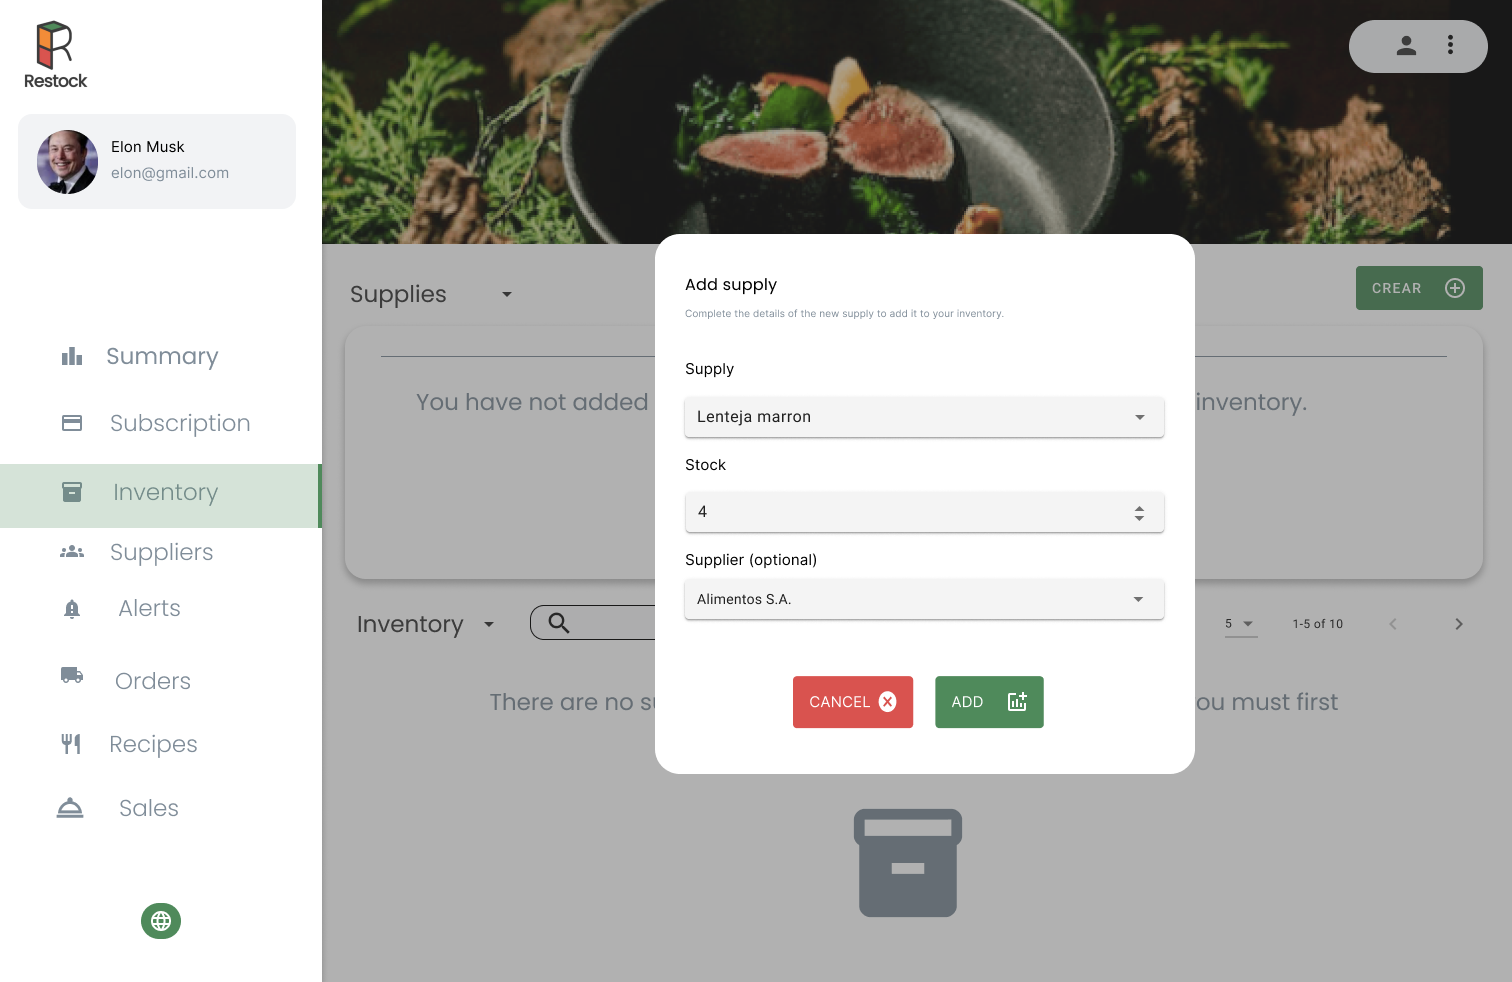 Restock
Elon Musk
elon@gmail.com
Summary
Subscription
Inventory
Suppliers
Alerts
Orders
Recipes
Sales
Supplies
CREAR
You have not added
inventory.
Inventory
5
1-5 of 10
There are no
ou must first
Add supply
Complete the details of the new supply to add it to your inventory.
Supply
Lenteja marron
Stock
4
Supplier (optional)
Alimentos S.A.
CANCEL
ADD